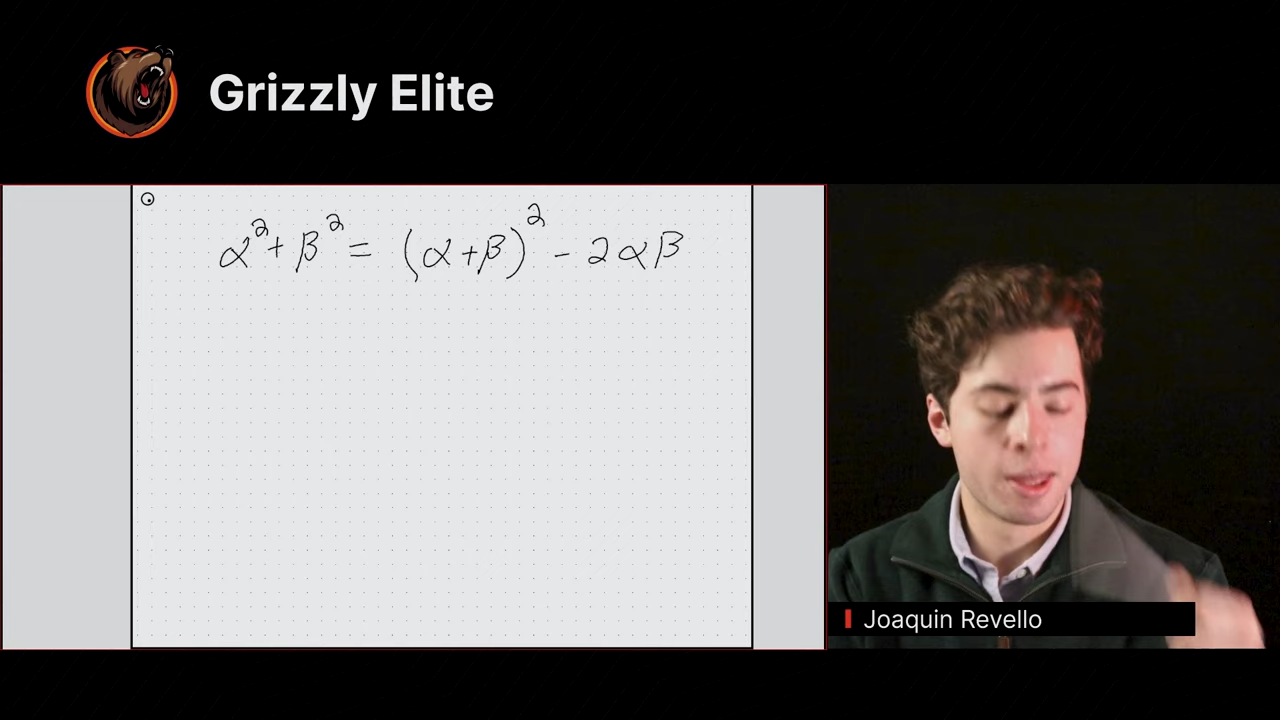 Grizzly Elite
α² + β² = (α + β)² - 2αβ
Joaquin Revello